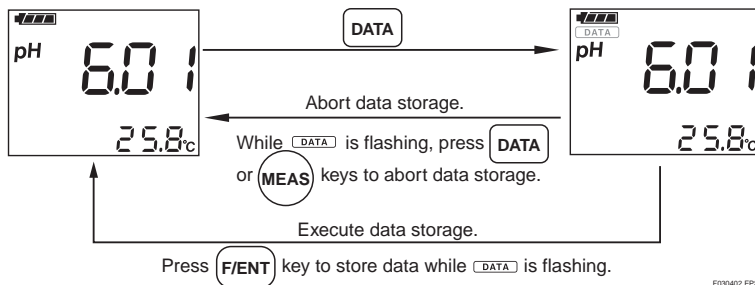 pH
6.01
25.8°C
DATA
DATA
pH
6.01
25.8°C
Abort data storage.
While DATA is flashing, press DATA
or MEAS keys to abort data storage.
Execute data storage.
Press F/ENT key to store data while DATA is flashing.